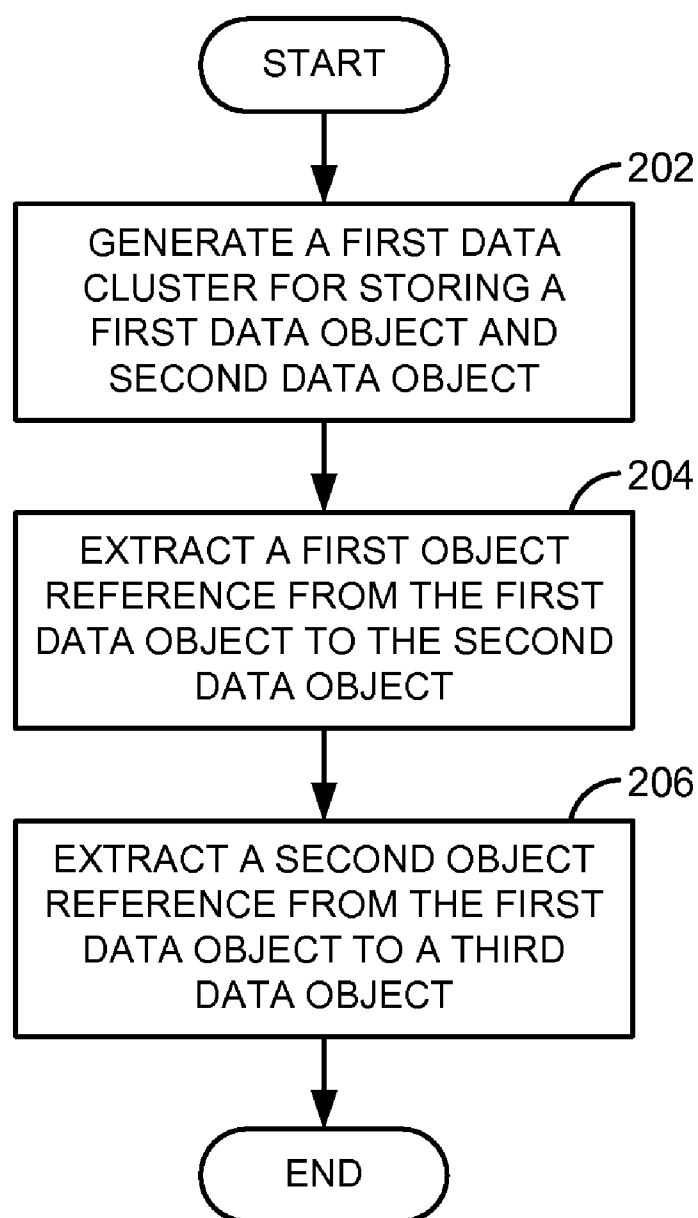 START
202
GENERATE A FIRST DATA
CLUSTER FOR STORING A
FIRST DATA OBJECT AND
SECOND DATA OBJECT
204
EXTRACT A FIRST OBJECT
REFERENCE FROM THE FIRST
DATA OBJECT TO THE SECOND
DATA OBJECT
206
EXTRACT A SECOND OBJECT
REFERENCE FROM THE FIRST
DATA OBJECT TO A THIRD
DATA OBJECT
END